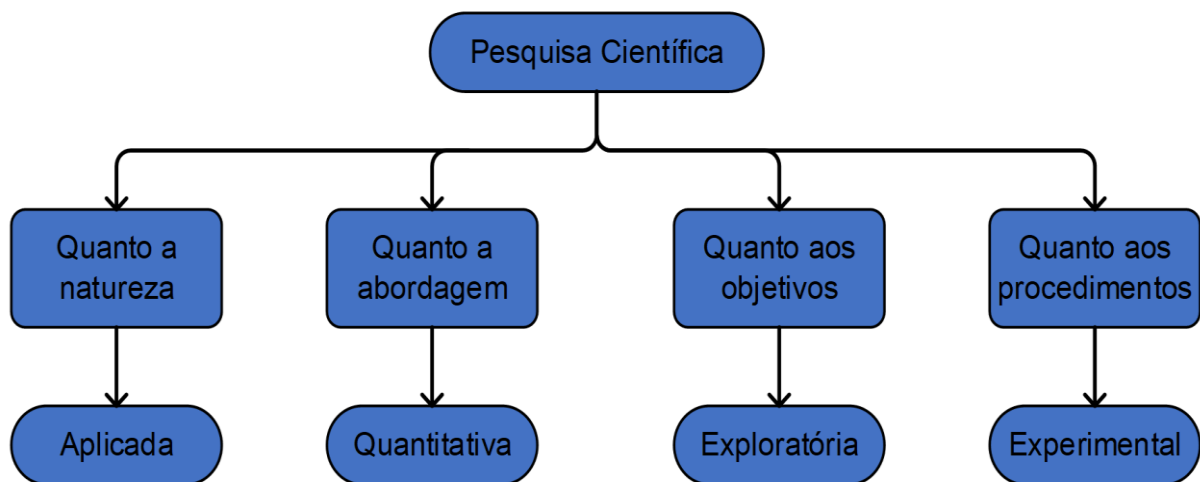 Pesquisa Científica
Quanto a
natureza
Quanto a
abordagem
Quanto aos
objetivos
Quanto aos
procedimentos
Aplicada
Quantitativa
Exploratória
Experimental